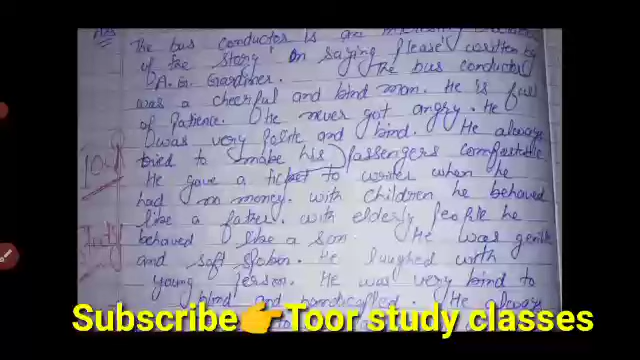 Ans
The bus conductor is an interesting character
of the story 'On saying Please' written by
A. G. Gardiner. The bus conductor
was a cheerful and kind man. He is full
of Patience. He never got angry. He
was very polite and kind. He always
tried to make his passengers comfortable
He gave a ticket to writer when he
had no money. with children he behaved
like a father. with elderly people he
behaved like a son. He was gentle
and soft spoken. He laughed with
young person. He was very kind to
blind and handicapped. He always
to
Subscribe👉Toor study classes